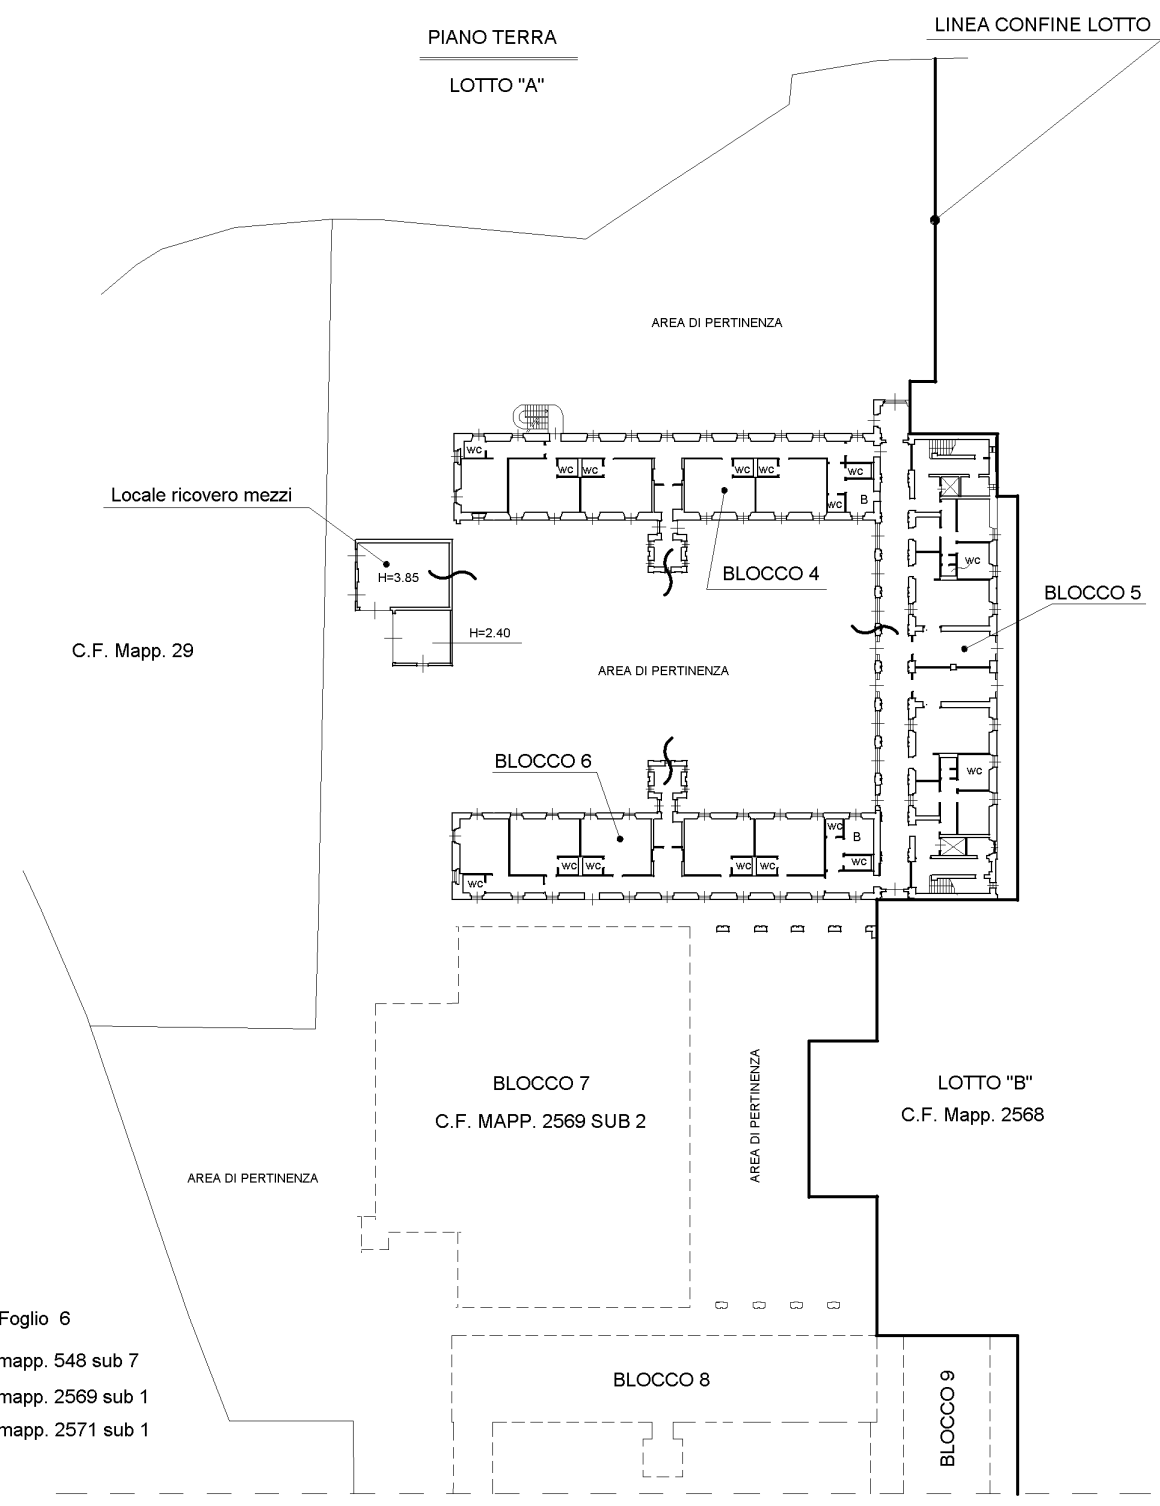 PIANO TERRA
LOTTO "A"
LINEA CONFINE LOTTO
AREA DI PERTINENZA
WC
WC
WC
WC
WC
WC
WC
B
Locale ricovero mezzi
H=3.85
BLOCCO 4
WC
BLOCCO 5
H=2.40
C.F. Mapp. 29
AREA DI PERTINENZA
BLOCCO 6
WC
WC
B
WC
WC
WC
WC
WC
WC
BLOCCO 7
C.F. MAPP. 2569 SUB 2
AREA DI PERTINENZA
LOTTO "B"
C.F. Mapp. 2568
AREA DI PERTINENZA
Foglio 6
mapp. 548 sub 7
mapp. 2569 sub 1
mapp. 2571 sub 1
BLOCCO 8
BLOCCO 9